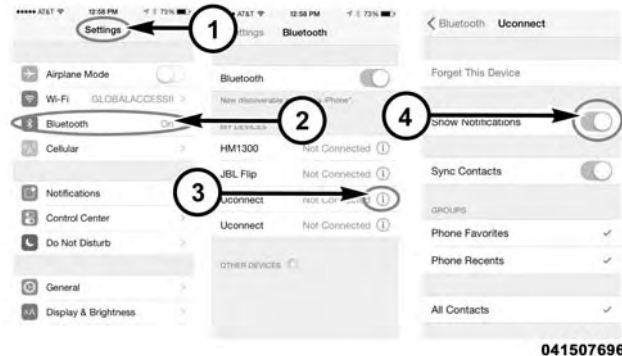 AT&T 12:58 PM 73%
Settings
1
Airplane Mode
Wi-Fi GLOBALACCESSII
Bluetooth On
Cellular
Notifications
Control Center
Do Not Disturb
General
Display & Brightness
AT&T 12:58 PM 73%
Settings Bluetooth
Bluetooth
Now discoverable iPhone".
2
MY DEVICES
HM1300 Not Connected
JBL Flip Not Connected
3
Uconnect Not Connected
Uconnect Not Connected
OTHER DEVICES
Bluetooth Uconnect
Forget This Device
4
Show Notifications
Sync Contacts
GROUPS
Phone Favorites
Phone Recents
All Contacts
041507696